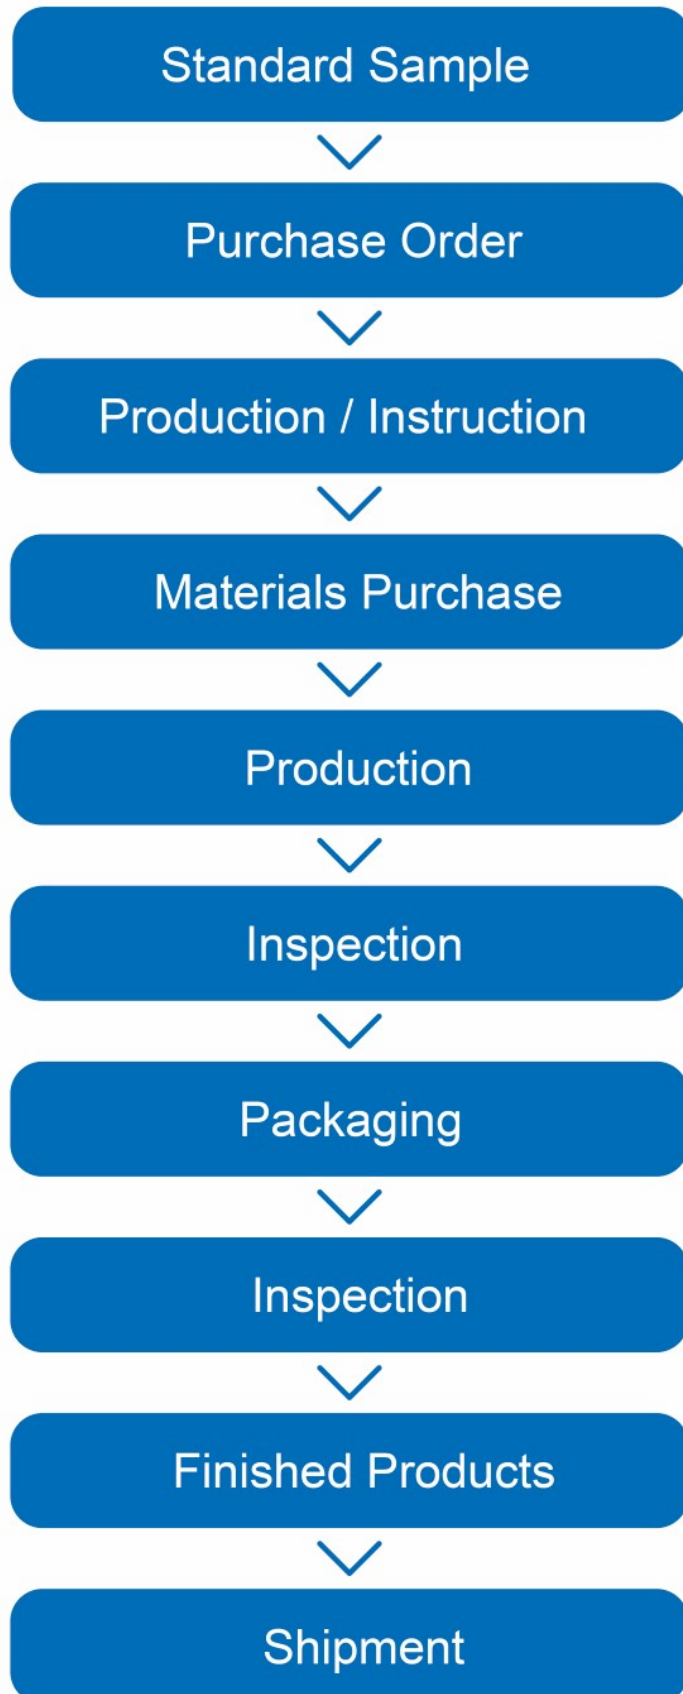 Standard Sample
Purchase Order
Production / Instruction
Materials Purchase
Production
Inspection
Packaging
Inspection
Finished Products
Shipment